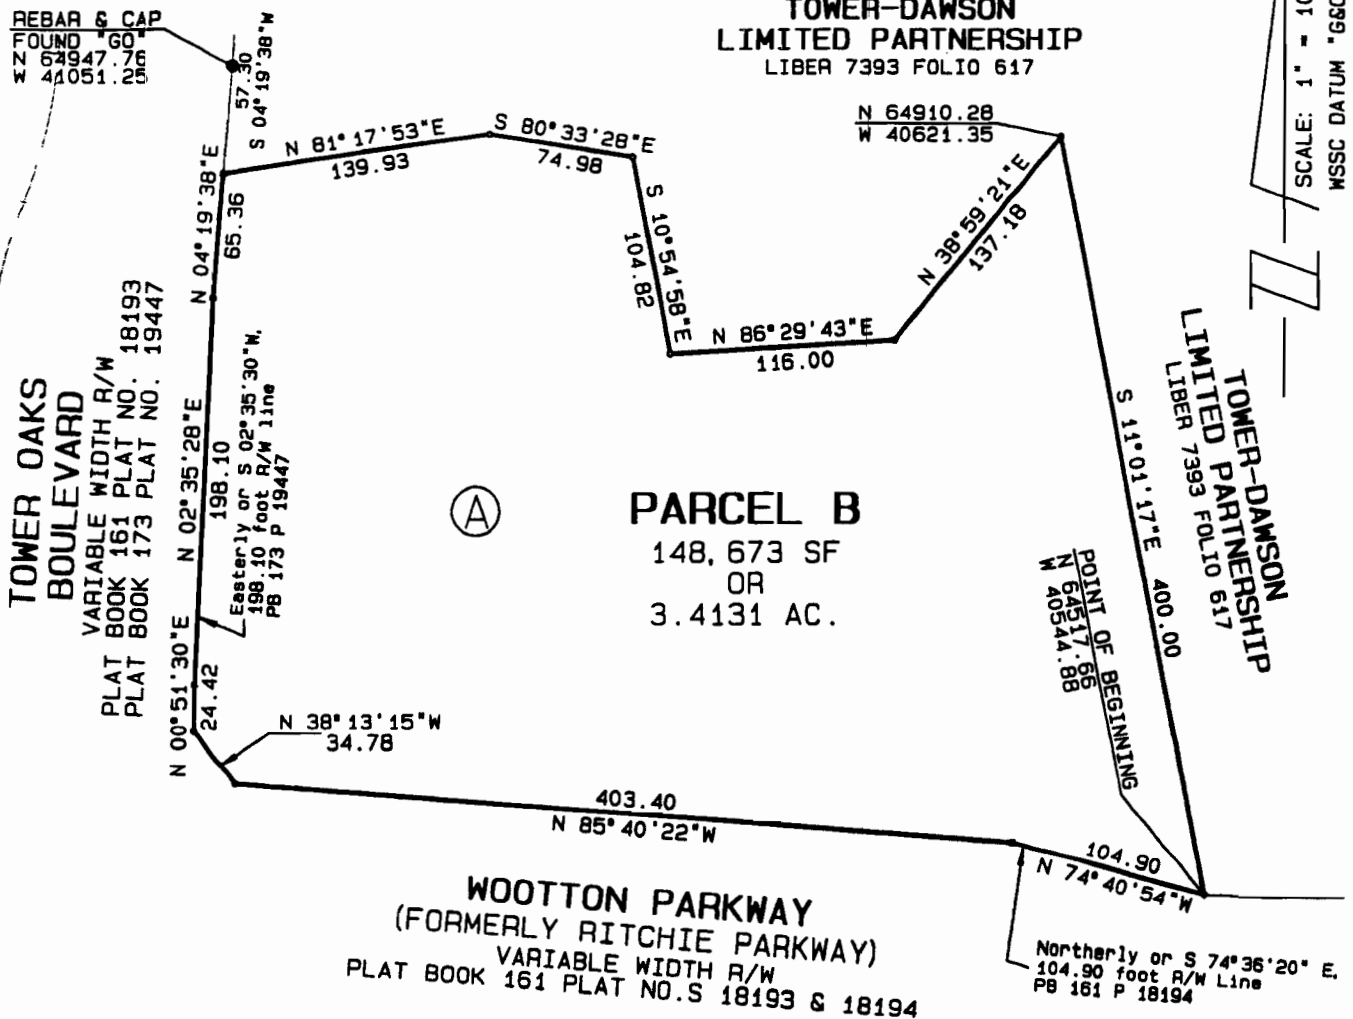 REBAR & CAP
FOUND "GO"
N 64947.76
W 41051.25
57.30
S 04°19'38"W
TOWER-DAWSON
LIMITED PARTNERSHIP
LIBER 7393 FOLIO 617
N 64910.28
W 40621.35
SCALE: 1" = 10
WSSC DATUM "G&O
N 81°17'53"E
139.93
S 80°33'28"E
74.98
S 10°54'58"E
104.82
N 86°29'43"E
116.00
N 38°59'21"E
137.18
N 04°19'38"E
65.36
TOWER OAKS
BOULEVARD
VARIABLE WIDTH R/W
PLAT BOOK 161 PLAT NO. 18193
PLAT BOOK 173 PLAT NO. 19447
N 02°35'28"E
198.10
Easterly or S 02°35'30"W,
198.10 foot R/W line
PB 173 P 19447
N 00°51'30"E
24.42
N 38°13'15"W
34.78
A
PARCEL B
148,673 SF
OR
3.4131 AC.
S 11°01'17"E 400.00
TOWER-DAWSON
LIMITED PARTNERSHIP
LIBER 7393 FOLIO 617
POINT OF BEGINNING
N 64517.66
W 40544.88
403.40
N 85°40'22"W
104.90
N 74°40'54"W
WOOTTON PARKWAY
(FORMERLY RITCHIE PARKWAY)
VARIABLE WIDTH R/W
PLAT BOOK 161 PLAT NO.S 18193 & 18194
Northerly or S 74°36'20" E,
104.90 foot R/W Line
PB 161 P 18194